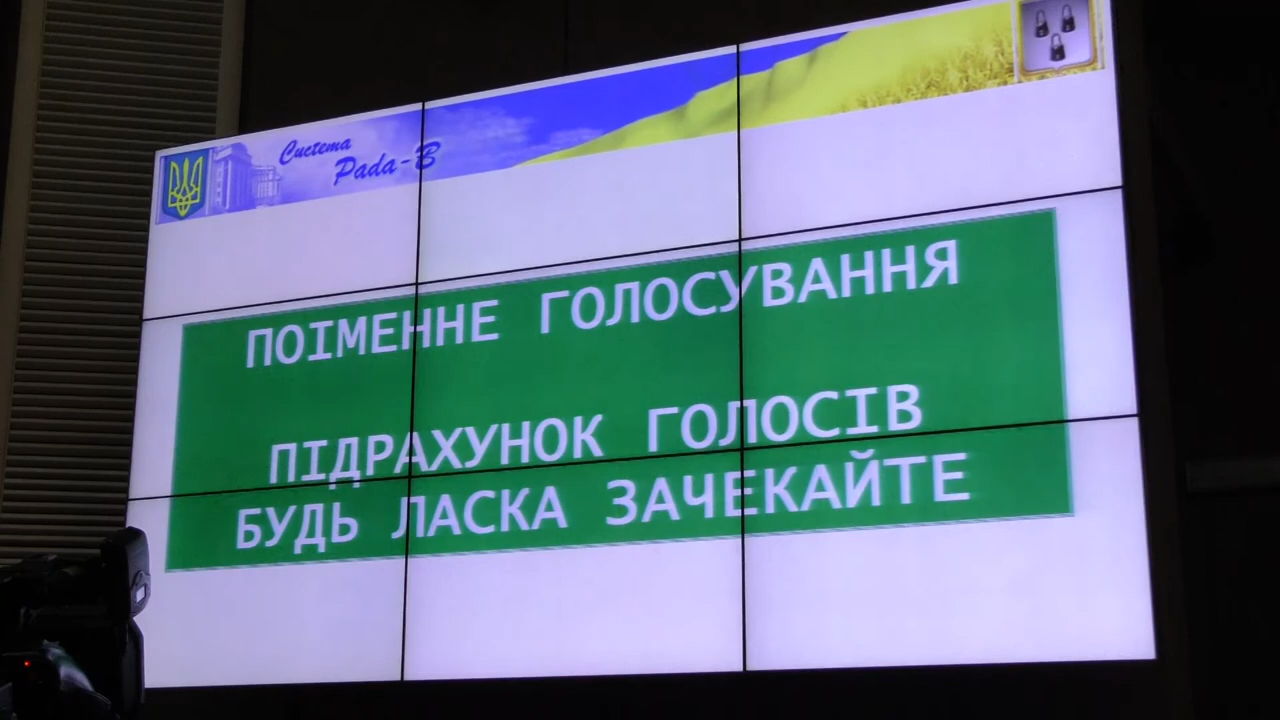 Система
Рада-В
ПОІМЕННЕ ГОЛОСУВАННЯ
ПІДРАХУНОК ГОЛОСІВ
БУДЬ ЛАСКА ЗАЧЕКАЙТЕ